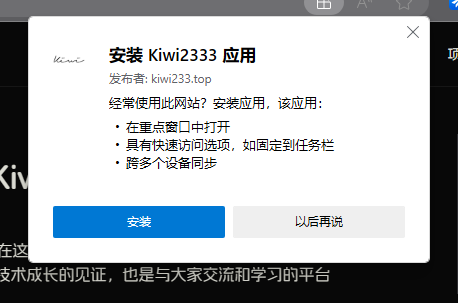 项
Kiwi
安装 Kiwi2333 应用
发布者: kiwi233.top
经常使用此网站？安装应用，该应用：
• 在重点窗口中打开
• 具有快速访问选项，如固定到任务栏
• 跨多个设备同步
安装
以后再说
Kiw
在这
技术成长的见证，也是与大家交流和学习的平台